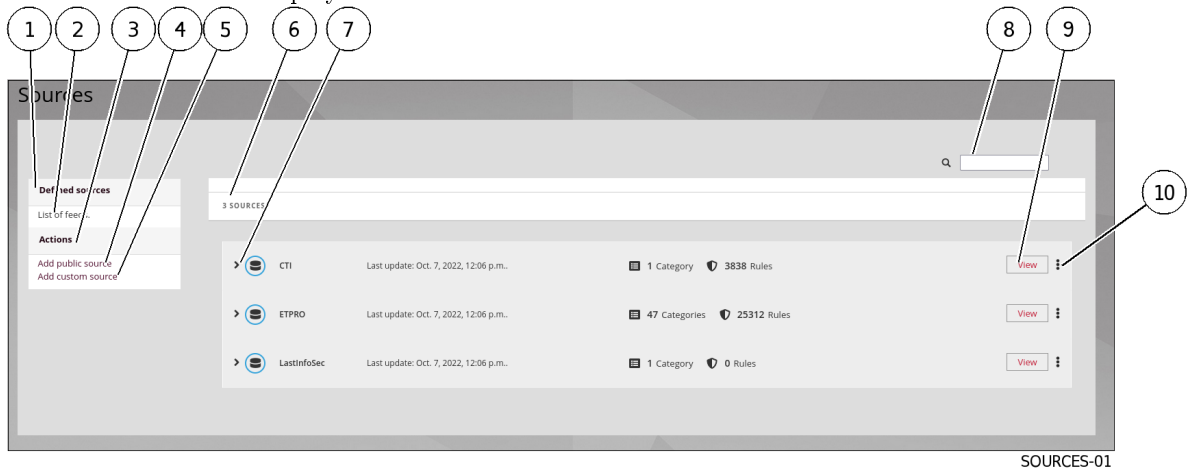 1 2 3 4 5 6 7 8 9
Sources
Defined sources
3 SOURCES
10
List of
Actions
Add public source
Add custom source
CTI Last update: Oct. 7, 2022, 12:06 p.m.. 1 Category 3838 Rules View
ETPRO Last update: Oct. 7, 2022, 12:06 p.m.. 47 Categories 25312 Rules View
LastInfoSec Last update: Oct. 7, 2022, 12:06 p.m.. 1 Category 0 Rules View
SOURCES-01